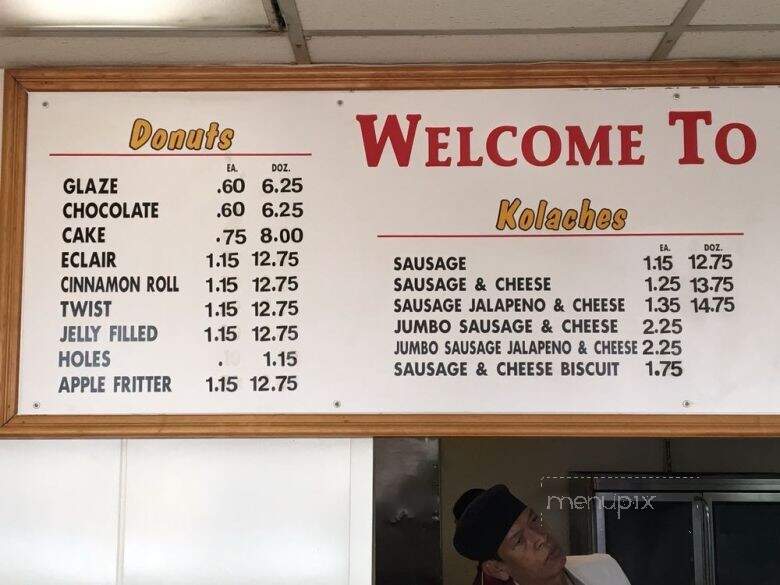 Donuts
EA. DOZ.
GLAZE .60 6.25
CHOCOLATE .60 6.25
CAKE .75 8.00
ECLAIR 1.15 12.75
CINNAMON ROLL 1.15 12.75
TWIST 1.15 12.75
JELLY FILLED 1.15 12.75
HOLES . 1.15
APPLE FRITTER 1.15 12.75
WELCOME TO
Kolaches
EA. DOZ.
SAUSAGE 1.15 12.75
SAUSAGE & CHEESE 1.25 13.75
SAUSAGE JALAPENO & CHEESE 1.35 14.75
JUMBO SAUSAGE & CHEESE 2.25
JUMBO SAUSAGE JALAPENO & CHEESE 2.25
SAUSAGE & CHEESE BISCUIT 1.75
menupix